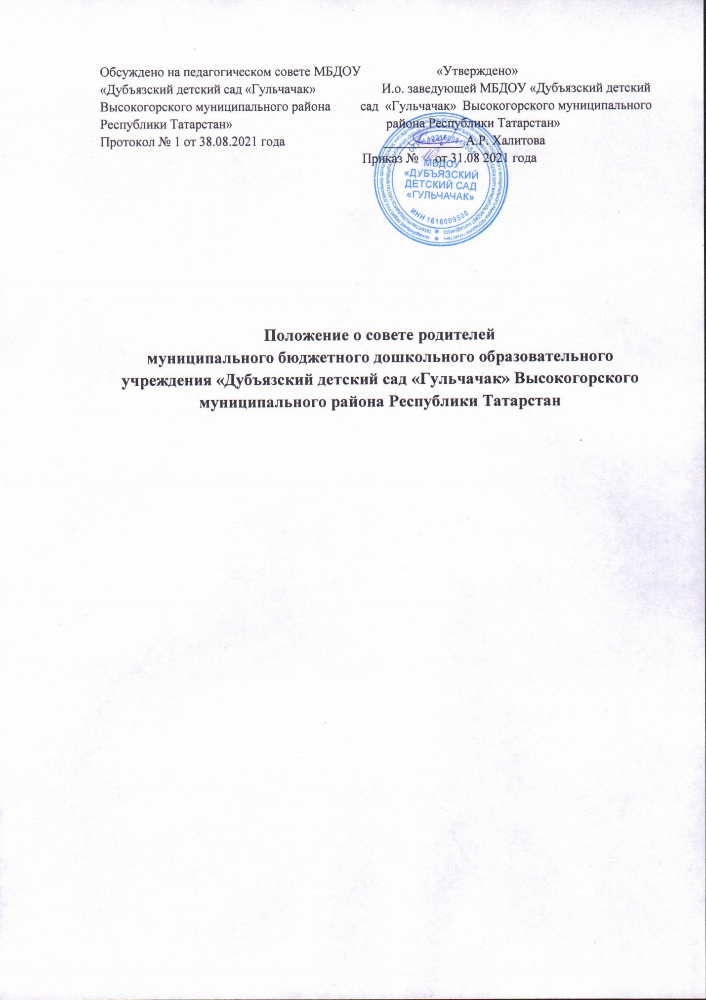 Обсуждено на педагогическом совете МБДОУ
«Дубъязский детский сад «Гульчачак»
Высокогорского муниципального района
Республики Татарстан»
Протокол № 1 от 38.08.2021 года
«Утверждено»
И.о. заведующей МБДОУ «Дубъязский детский
сад «Гульчачак» Высокогорского муниципального
района Республики Татарстан»
А.Р. Халитова
Приказ № 10 от 31.08 2021 года
МБДОУ
«ДУБЪЯЗСКИЙ
ДЕТСКИЙ САД
«ГУЛЬЧАЧАК»
ИНН 1616009500
Положение о совете родителей
муниципального бюджетного дошкольного образовательного
учреждения «Дубъязский детский сад «Гульчачак» Высокогорского
муниципального района Республики Татарстан